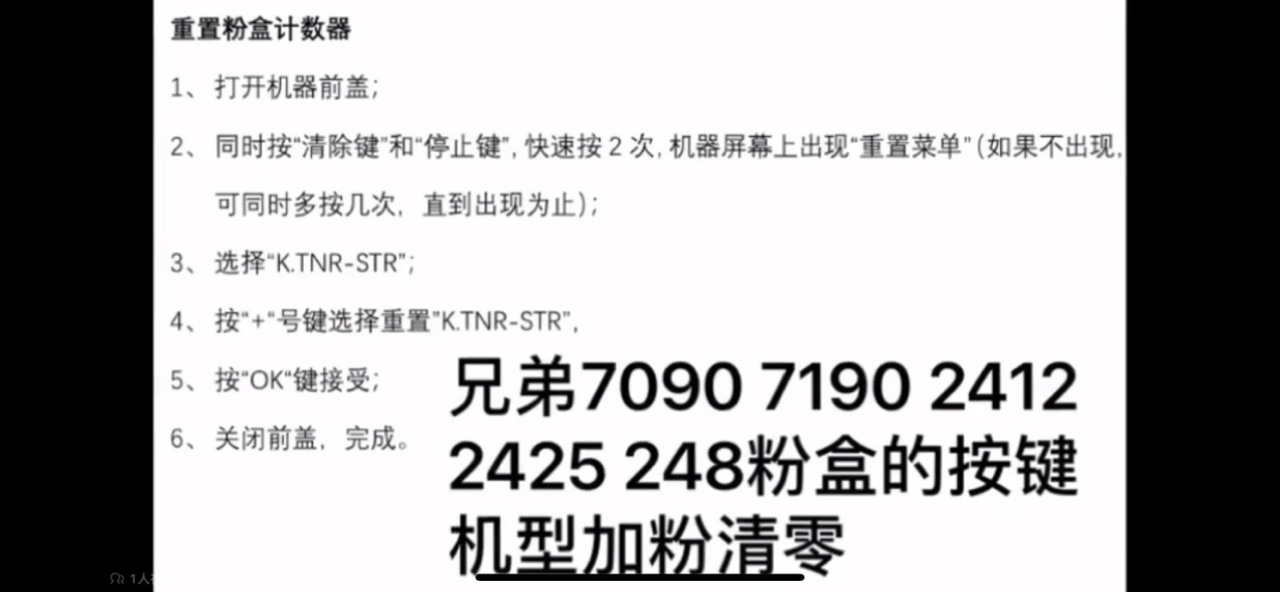 重置粉盒计数器
1、 打开机器前盖；
2、 同时按“清除键”和“停止键”, 快速按 2 次, 机器屏幕上出现“重置菜单”（如果不出现,
可同时多按几次，直到出现为止）；
3、 选择“K.TNR-STR”；
4、 按“+“号键选择重置”K.TNR-STR”,
5、 按“OK“键接受；
6、 关闭前盖，完成。
兄弟7090 7190 2412
2425 248粉盒的按键
机型加粉清零
1人